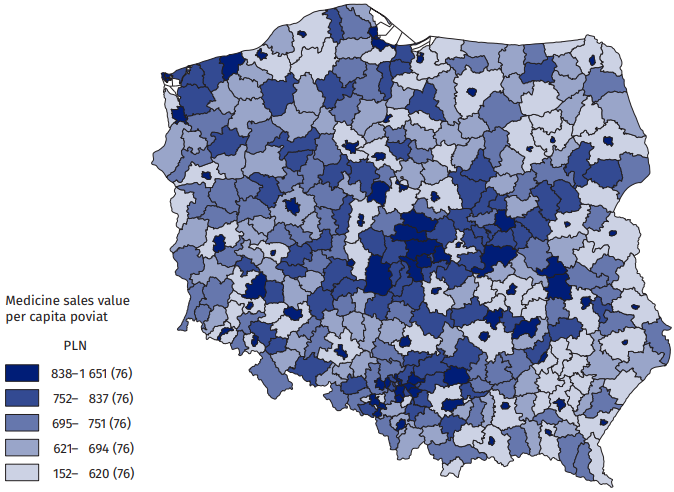 Medicine sales value
per capita poviat
PLN
838–1 651 (76)
752– 837 (76)
695– 751 (76)
621– 694 (76)
152– 620 (76)